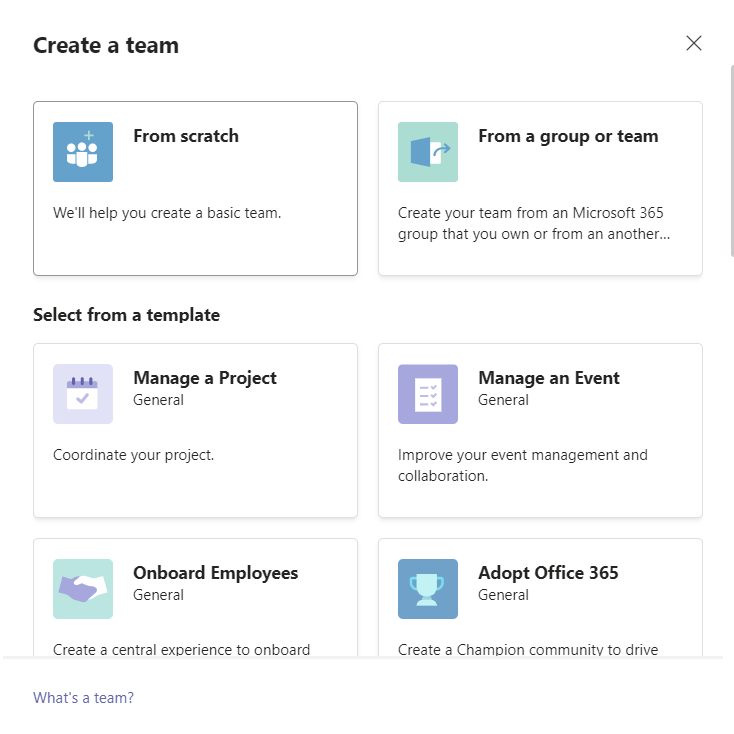 Create a team
From scratch
We'll help you create a basic team.
From a group or team
Create your team from an Microsoft 365
group that you own or from an another...
Select from a template
Manage a Project
General
Coordinate your project.
Manage an Event
General
Improve your event management and
collaboration.
Onboard Employees
General
Create a central experience to onboard
Adopt Office 365
General
Create a Champion community to drive
What's a team?